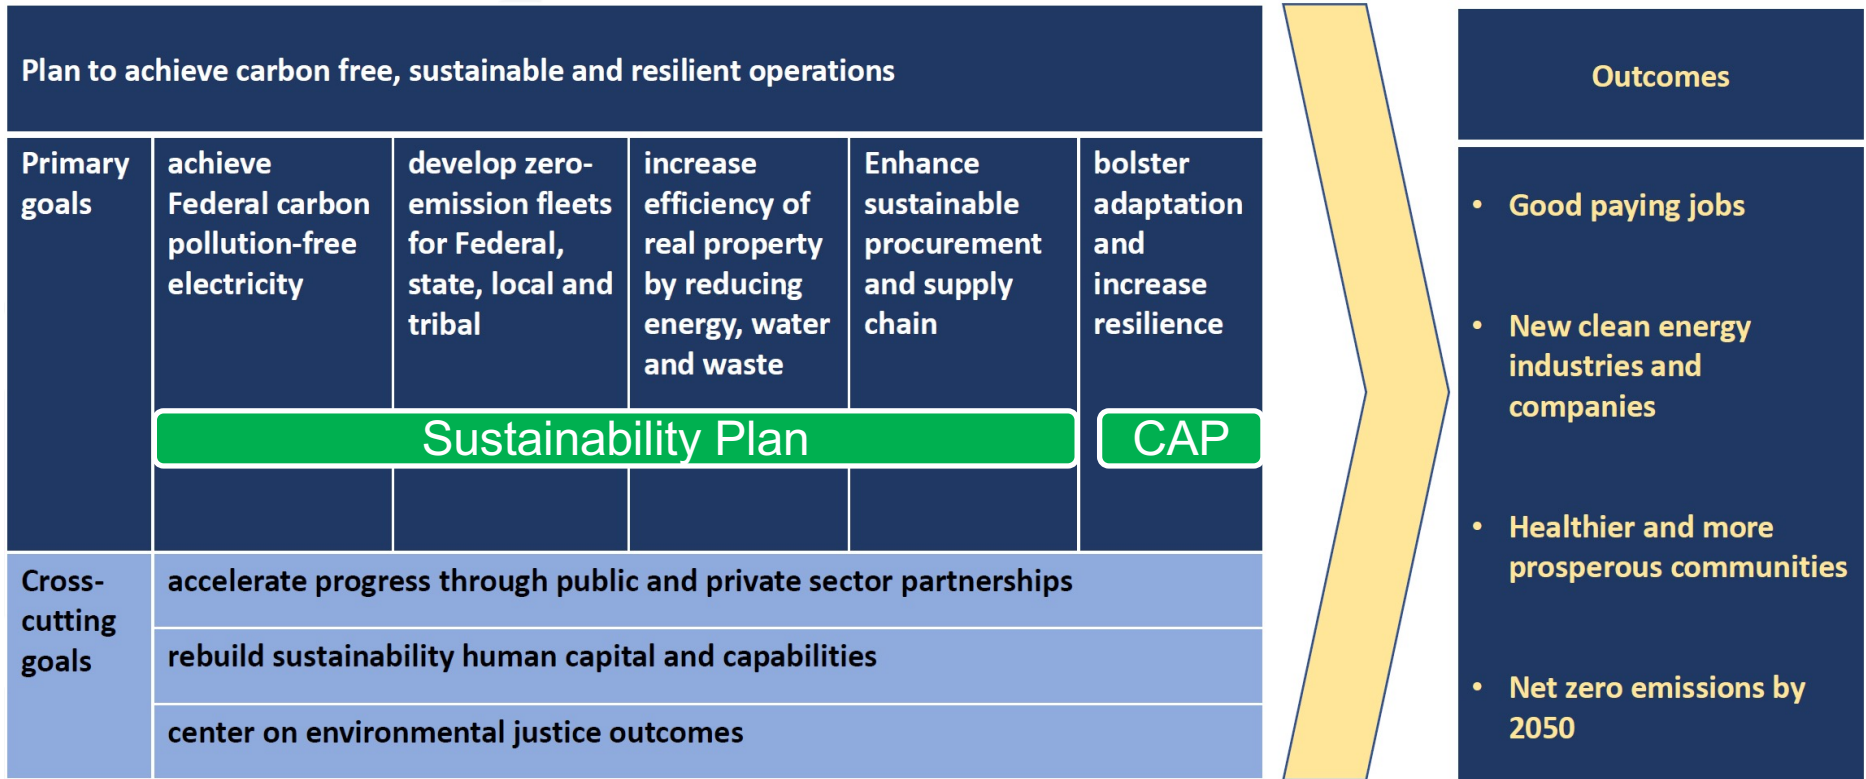 Plan to achieve carbon free, sustainable and resilient operations
Primary
goals
achieve
Federal carbon
pollution-free
electricity
develop zero-
emission fleets
for Federal,
state, local and
tribal
increase
efficiency of
real property
by reducing
energy, water
and waste
Enhance
sustainable
procurement
and supply
chain
bolster
adaptation
and
increase
resilience
Sustainability Plan
CAP
Cross-
cutting
goals
accelerate progress through public and private sector partnerships
rebuild sustainability human capital and capabilities
center on environmental justice outcomes
Outcomes
• Good paying jobs
• New clean energy
industries and
companies
• Healthier and more
prosperous communities
• Net zero emissions by
2050